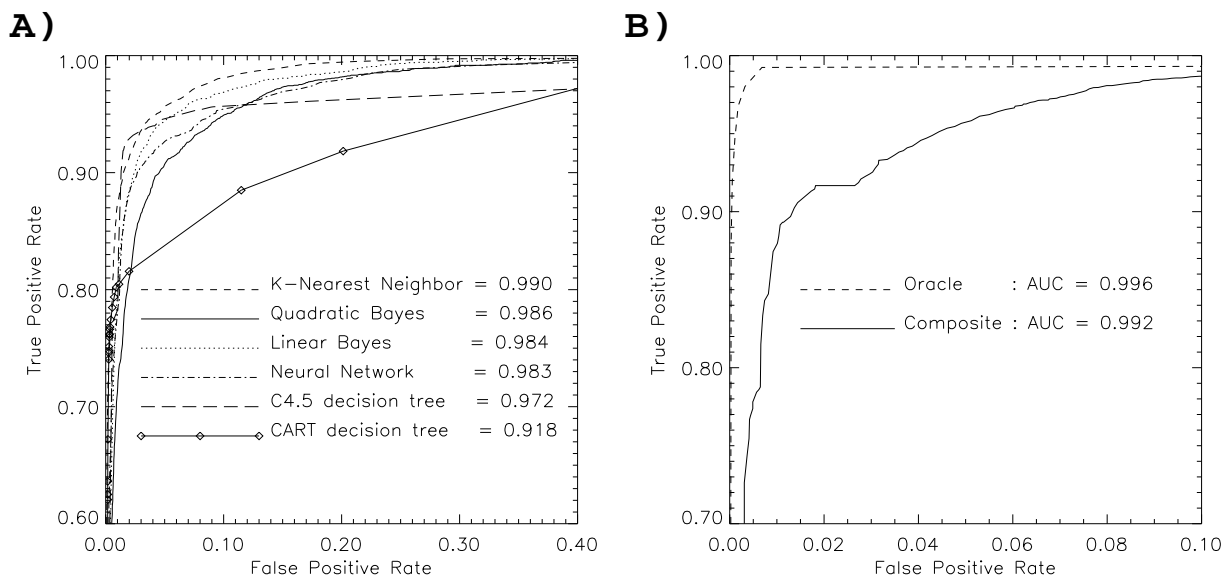 A)
True Positive Rate
1.00
0.90
0.80
0.70
0.60
K-Nearest Neighbor = 0.990
Quadratic Bayes = 0.986
Linear Bayes = 0.984
Neural Network = 0.983
C4.5 decision tree = 0.972
CART decision tree = 0.918
0.00 0.10 0.20 0.30 0.40
False Positive Rate
B)
True Positive Rate
1.00
0.90
0.80
0.70
Oracle : AUC = 0.996
Composite : AUC = 0.992
0.00 0.02 0.04 0.06 0.08 0.10
False Positive Rate